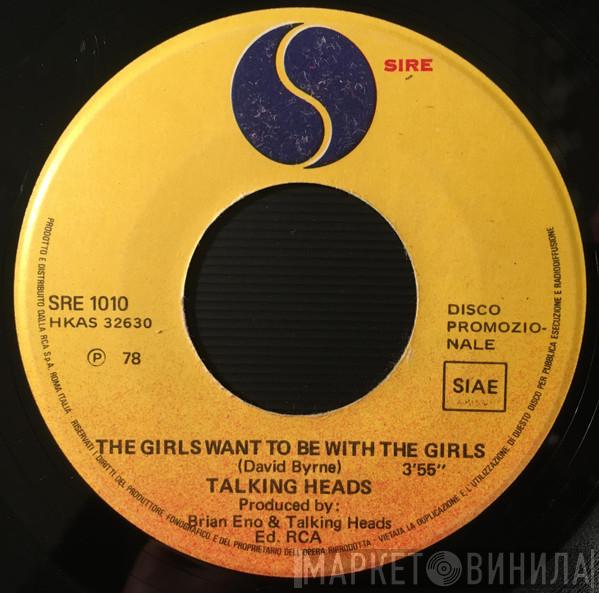 SIRE
SRE 1010
HKAS 32630
Ⓟ 78
DISCO
PROMOZIO-
NALE
SIAE
THE GIRLS WANT TO BE WITH THE GIRLS
(David Byrne) 3'55"
TALKING HEADS
Produced by:
Brian Eno & Talking Heads
Ed. RCA
PRODOTTO E DISTRIBUITO DALLA RCA S.p.A. ROMA ITALIA - RISERVATI I DIRITTI DEL PRODUTTORE FONOGRAFICO E DEL PROPRIETARIO DELL'OPERA RIPRODOTTA - VIETATA LA DUPLICAZIONE E L'UTILIZZAZIONE DI QUESTO DISCO PER PUBBLICA ESECUZIONE E RADIODIFFUSIONE
МАРКЕТ ВИНИЛА